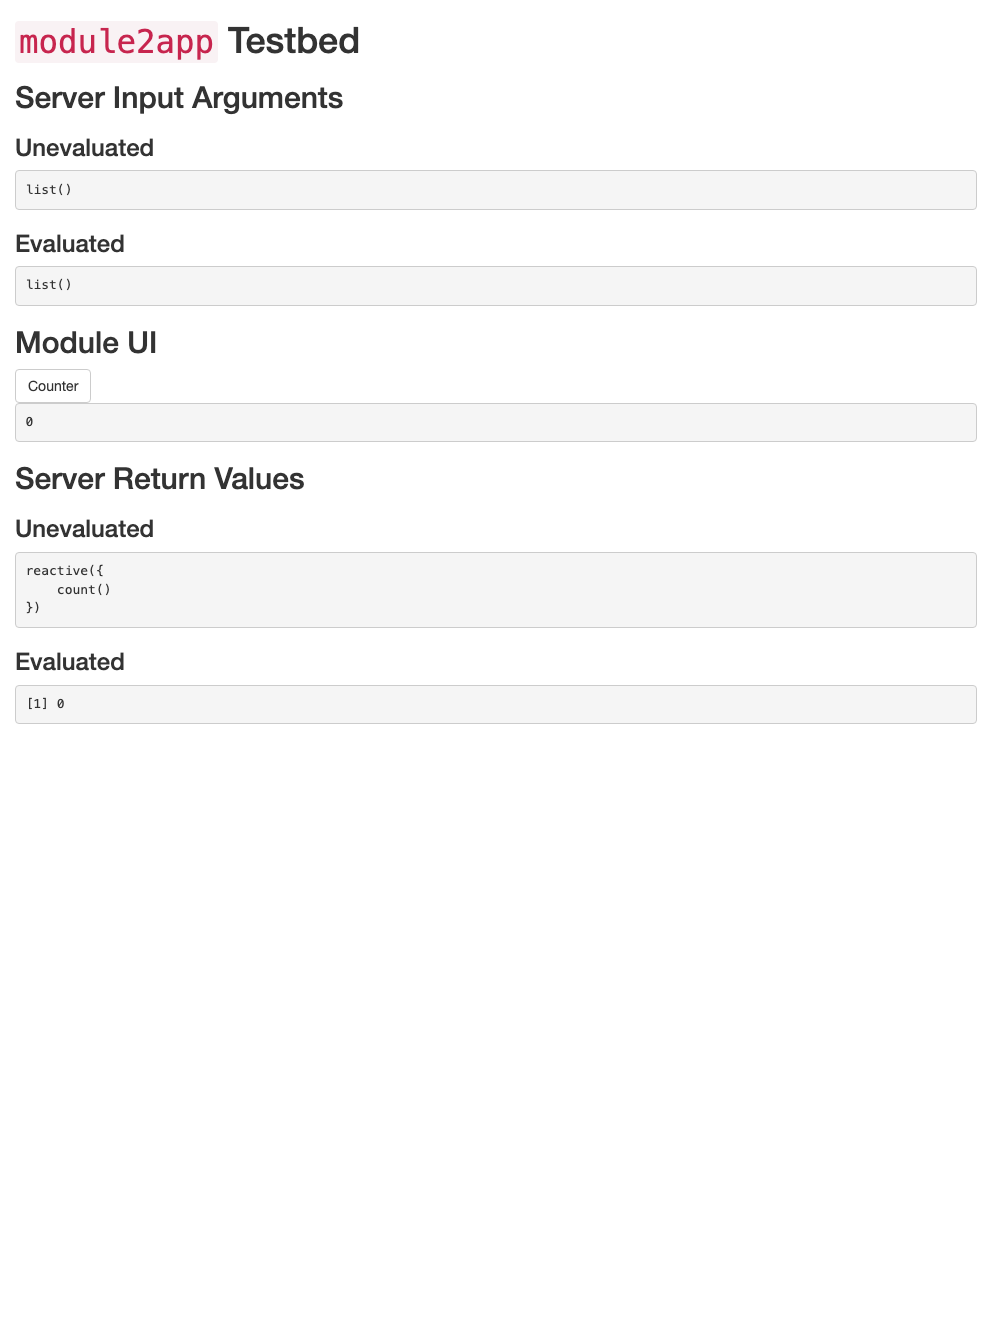 module2app Testbed
Server Input Arguments
Unevaluated
list()
Evaluated
list()
Module UI
Counter
0
Server Return Values
Unevaluated
reactive({
    count()
})
Evaluated
[1] 0